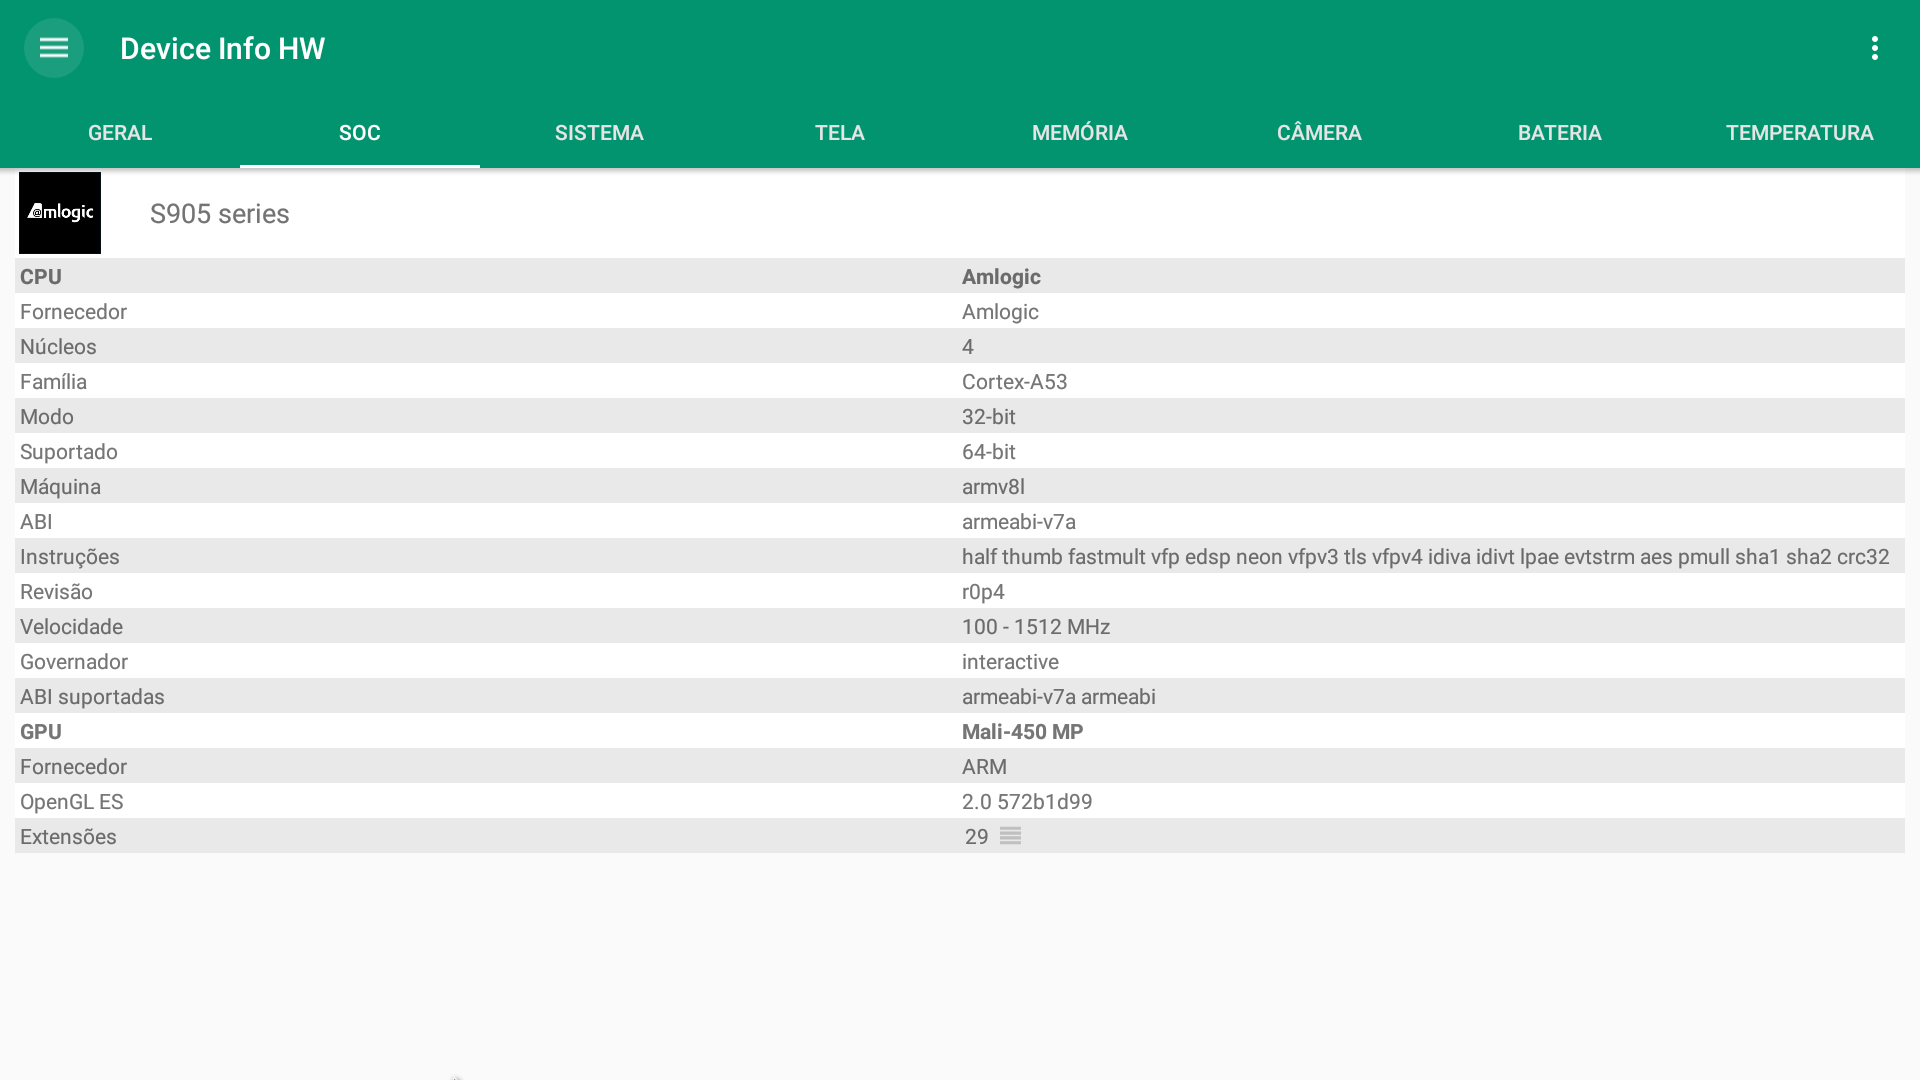 Device Info HW
GERAL SOC SISTEMA TELA MEMÓRIA CÂMERA BATERIA TEMPERATURA
Amlogic S905 series
CPU Amlogic
Fornecedor Amlogic
Núcleos 4
Família Cortex-A53
Modo 32-bit
Suportado 64-bit
Máquina armv8l
ABI armeabi-v7a
Instruções half thumb fastmult vfp edsp neon vfpv3 tls vfpv4 idiva idivt lpae evtstrm aes pmull sha1 sha2 crc32
Revisão r0p4
Velocidade 100 - 1512 MHz
Governador interactive
ABI suportadas armeabi-v7a armeabi
GPU Mali-450 MP
Fornecedor ARM
OpenGL ES 2.0 572b1d99
Extensões 29